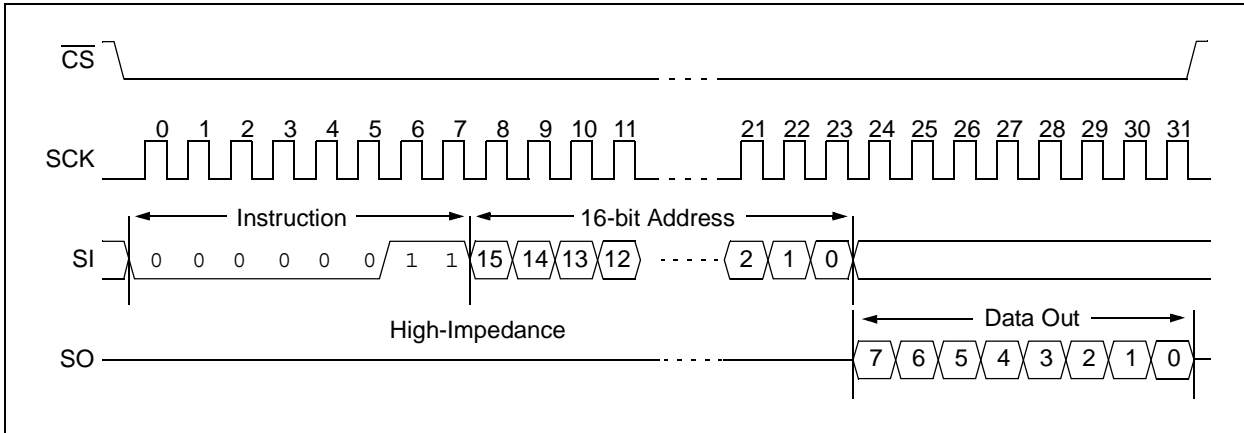 CS
0 1 2 3 4 5 6 7 8 9 10 11 21 22 23 24 25 26 27 28 29 30 31
SCK
Instruction 16-bit Address
SI 0 0 0 0 0 0 1 1 15 14 13 12 2 1 0
High-Impedance Data Out
SO 7 6 5 4 3 2 1 0